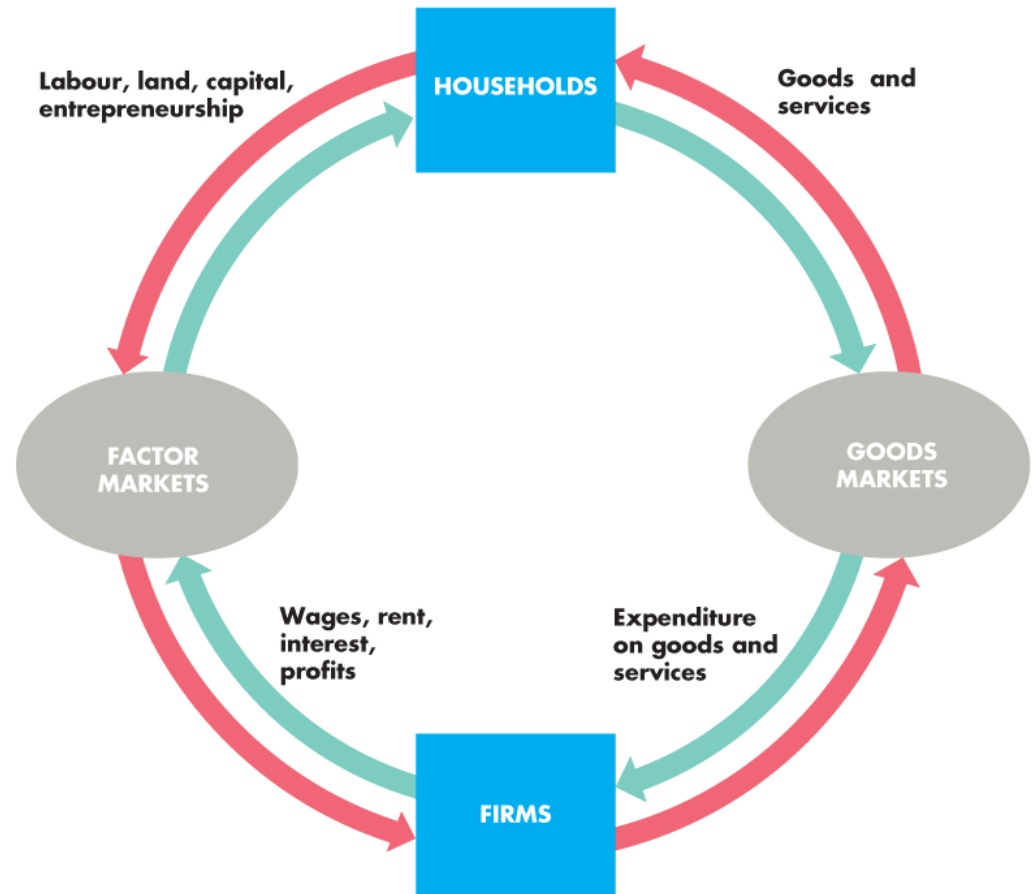 HOUSEHOLDS
Labour, land, capital,
entrepreneurship
Goods and
services
FACTOR
MARKETS
GOODS
MARKETS
Wages, rent,
interest,
profits
Expenditure
on goods and
services
FIRMS